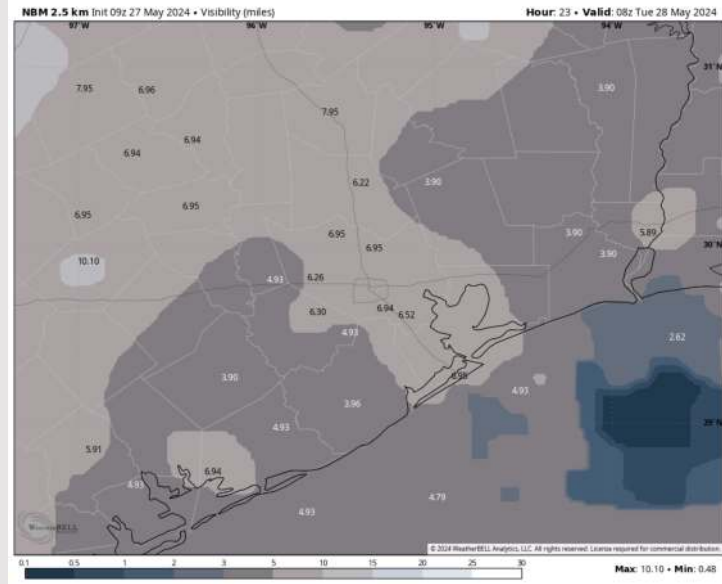 NBM 2.5 km Init 09z 27 May 2024 • Visibility (miles)
Hour: 23 • Valid: 08z Tue 28 May 2024
97°W 96°W 95°W 94°W
31°N
7.95 6.96 3.90
7.95
6.94
6.94
6.22 3.90
6.95 6.95
6.95 3.90 5.89
6.95 3.90 30°N
10.10
4.93 6.26
6.30 6.94 6.52
4.93 2.62
3.90 6.95
3.96 4.93
4.93 29°N
5.91
6.94
4.93
4.79
4.93
WeatherBELL
© 2024 WeatherBELL Analytics, LLC. All rights reserved. License required for commercial distribution.
0.1 0.5 1 2 3 5 10 15 20 25 30
Max: 10.10 • Min: 0.48